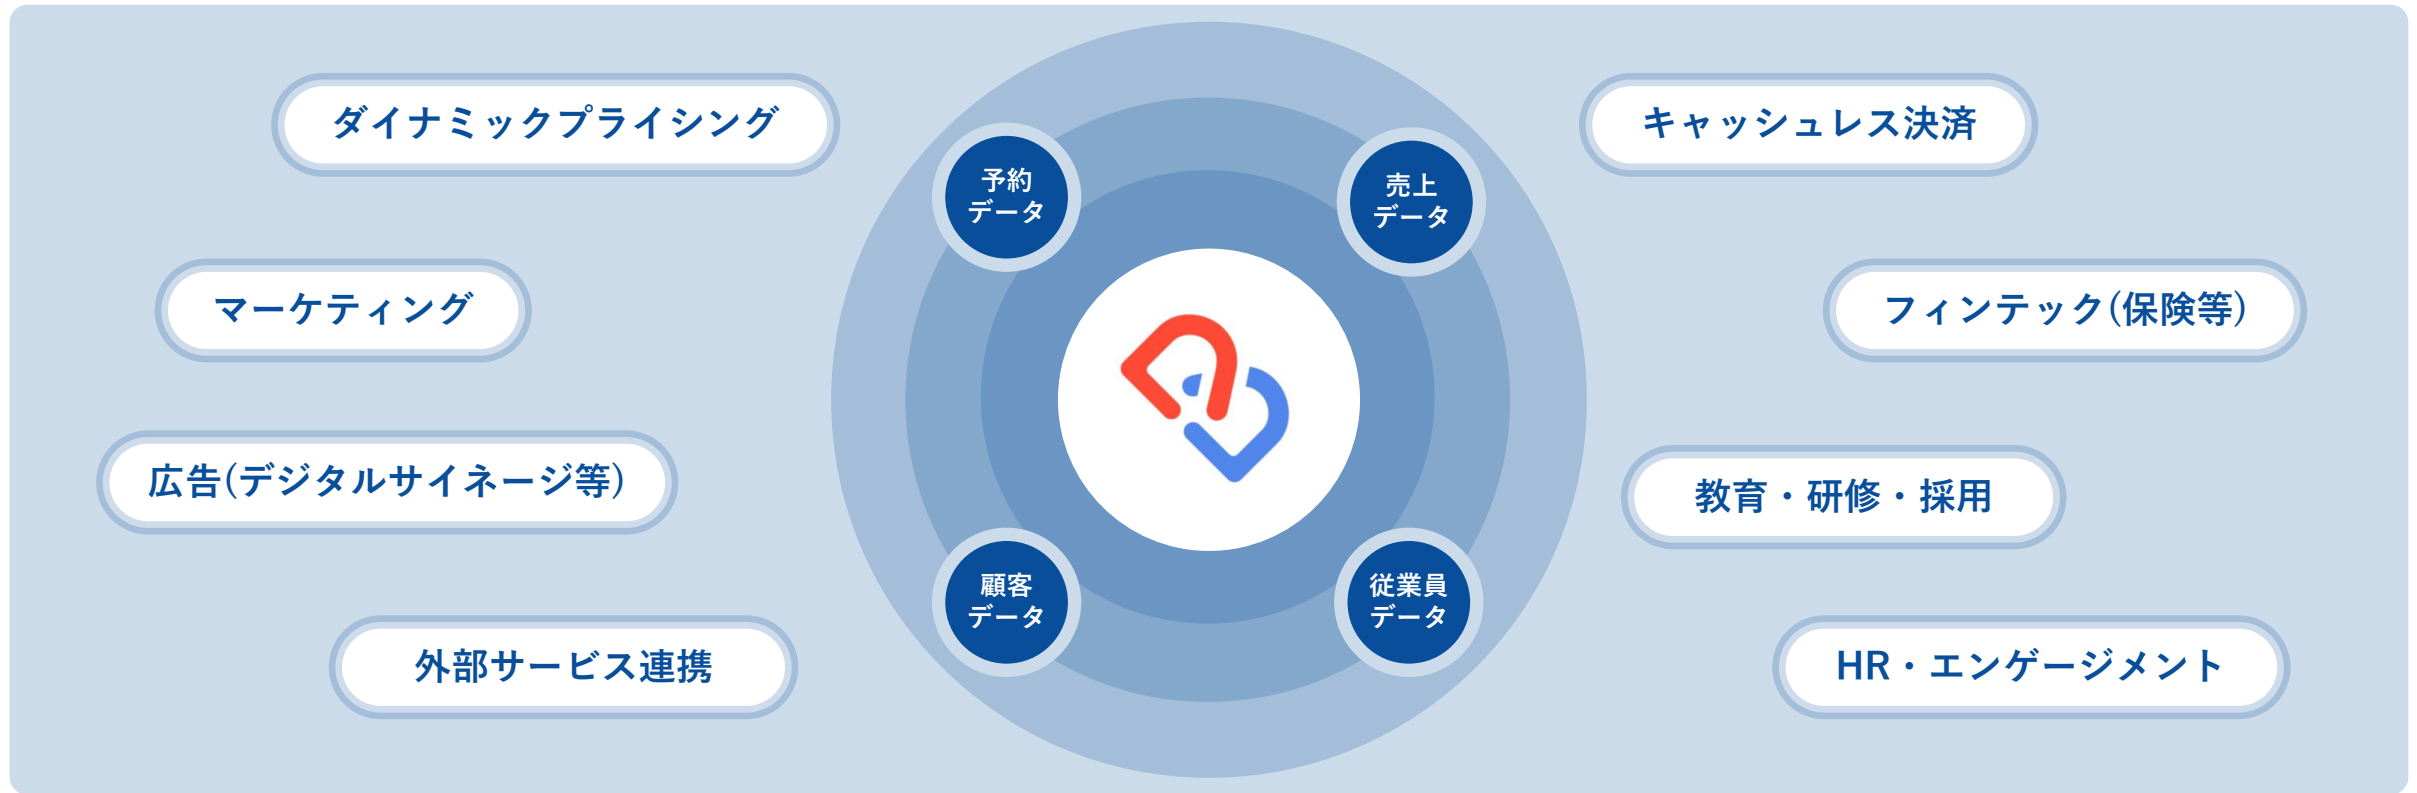 ダイナミックプライシング
マーケティング
広告(デジタルサイネージ等)
外部サービス連携
予約
データ
売上
データ
顧客
データ
従業員
データ
キャッシュレス決済
フィンテック(保険等)
教育・研修・採用
HR・エンゲージメント